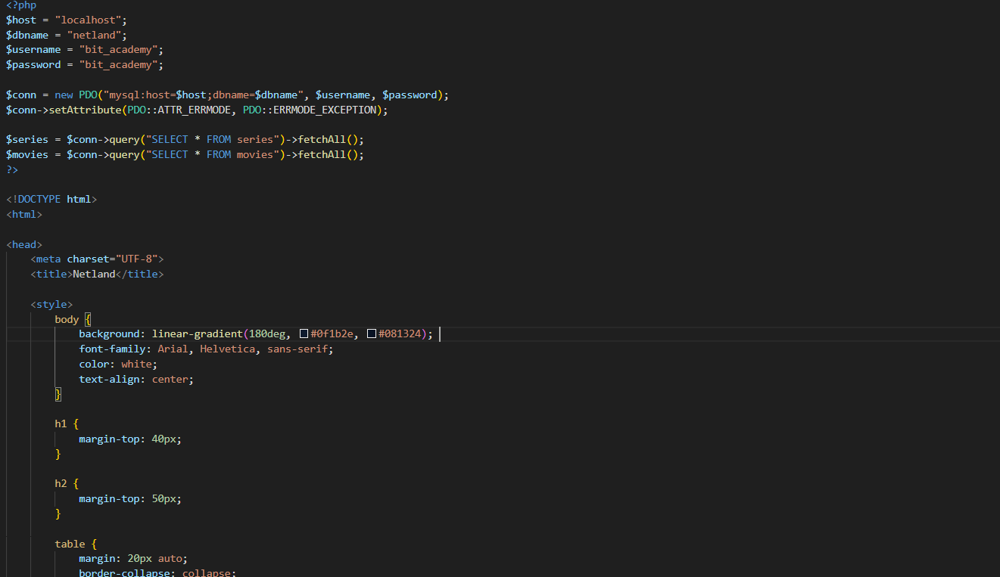 <?php
$host = "localhost";
$dbname = "netland";
$username = "bit_academy";
$password = "bit_academy";

$conn = new PDO("mysql:host=$host;dbname=$dbname", $username, $password);
$conn->setAttribute(PDO::ATTR_ERRMODE, PDO::ERRMODE_EXCEPTION);

$series = $conn->query("SELECT * FROM series")->fetchAll();
$movies = $conn->query("SELECT * FROM movies")->fetchAll();
?>

<!DOCTYPE html>
<html>

<head>
    <meta charset="UTF-8">
    <title>Netland</title>

    <style>
        body {
            background: linear-gradient(180deg, #0f1b2e, #081324);
            font-family: Arial, Helvetica, sans-serif;
            color: white;
            text-align: center;
        }

        h1 {
            margin-top: 40px;
        }

        h2 {
            margin-top: 50px;
        }

        table {
            margin: 20px auto;
            border-collapse: collapse;